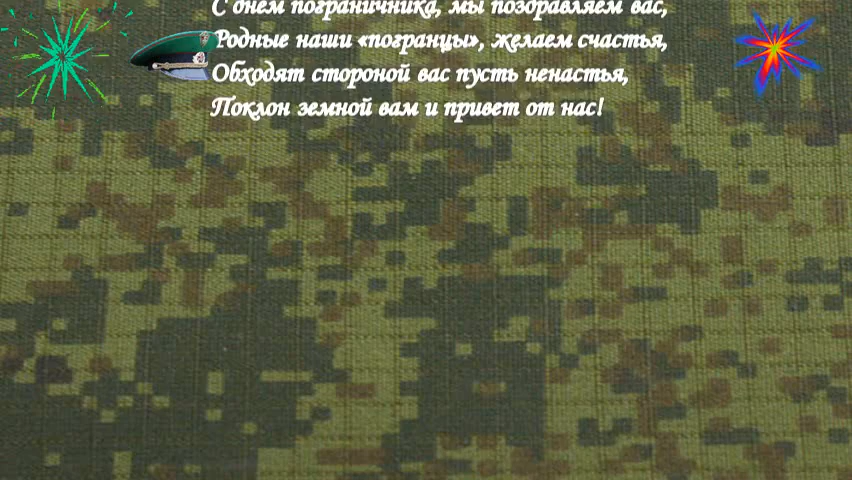 С днем пограничника, мы поздравляем вас,
Родные наши «погранцы», желаем счастья,
Обходят стороной вас пусть ненастья,
Поклон земной вам и привет от нас!